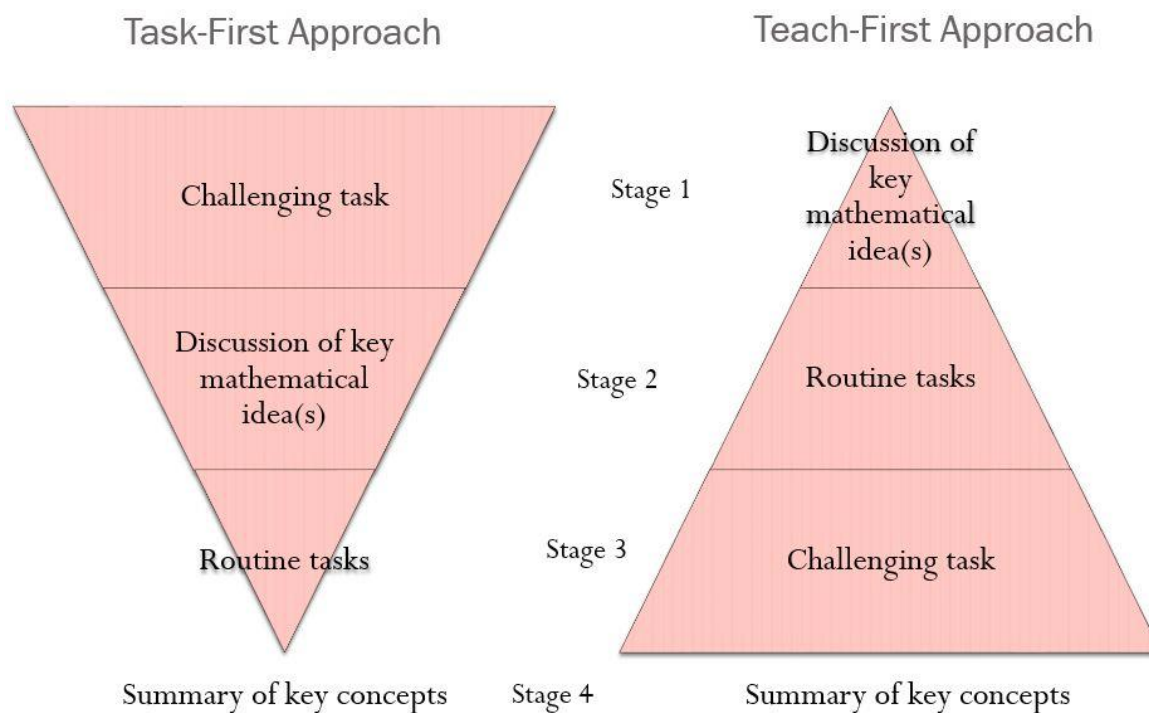 Task-First Approach
Teach-First Approach
Challenging task
Discussion of key
mathematical
idea(s)
Routine tasks
Summary of key concepts
Stage 1
Stage 2
Stage 3
Stage 4
Discussion of
key
mathematical
idea(s)
Routine tasks
Challenging task
Summary of key concepts